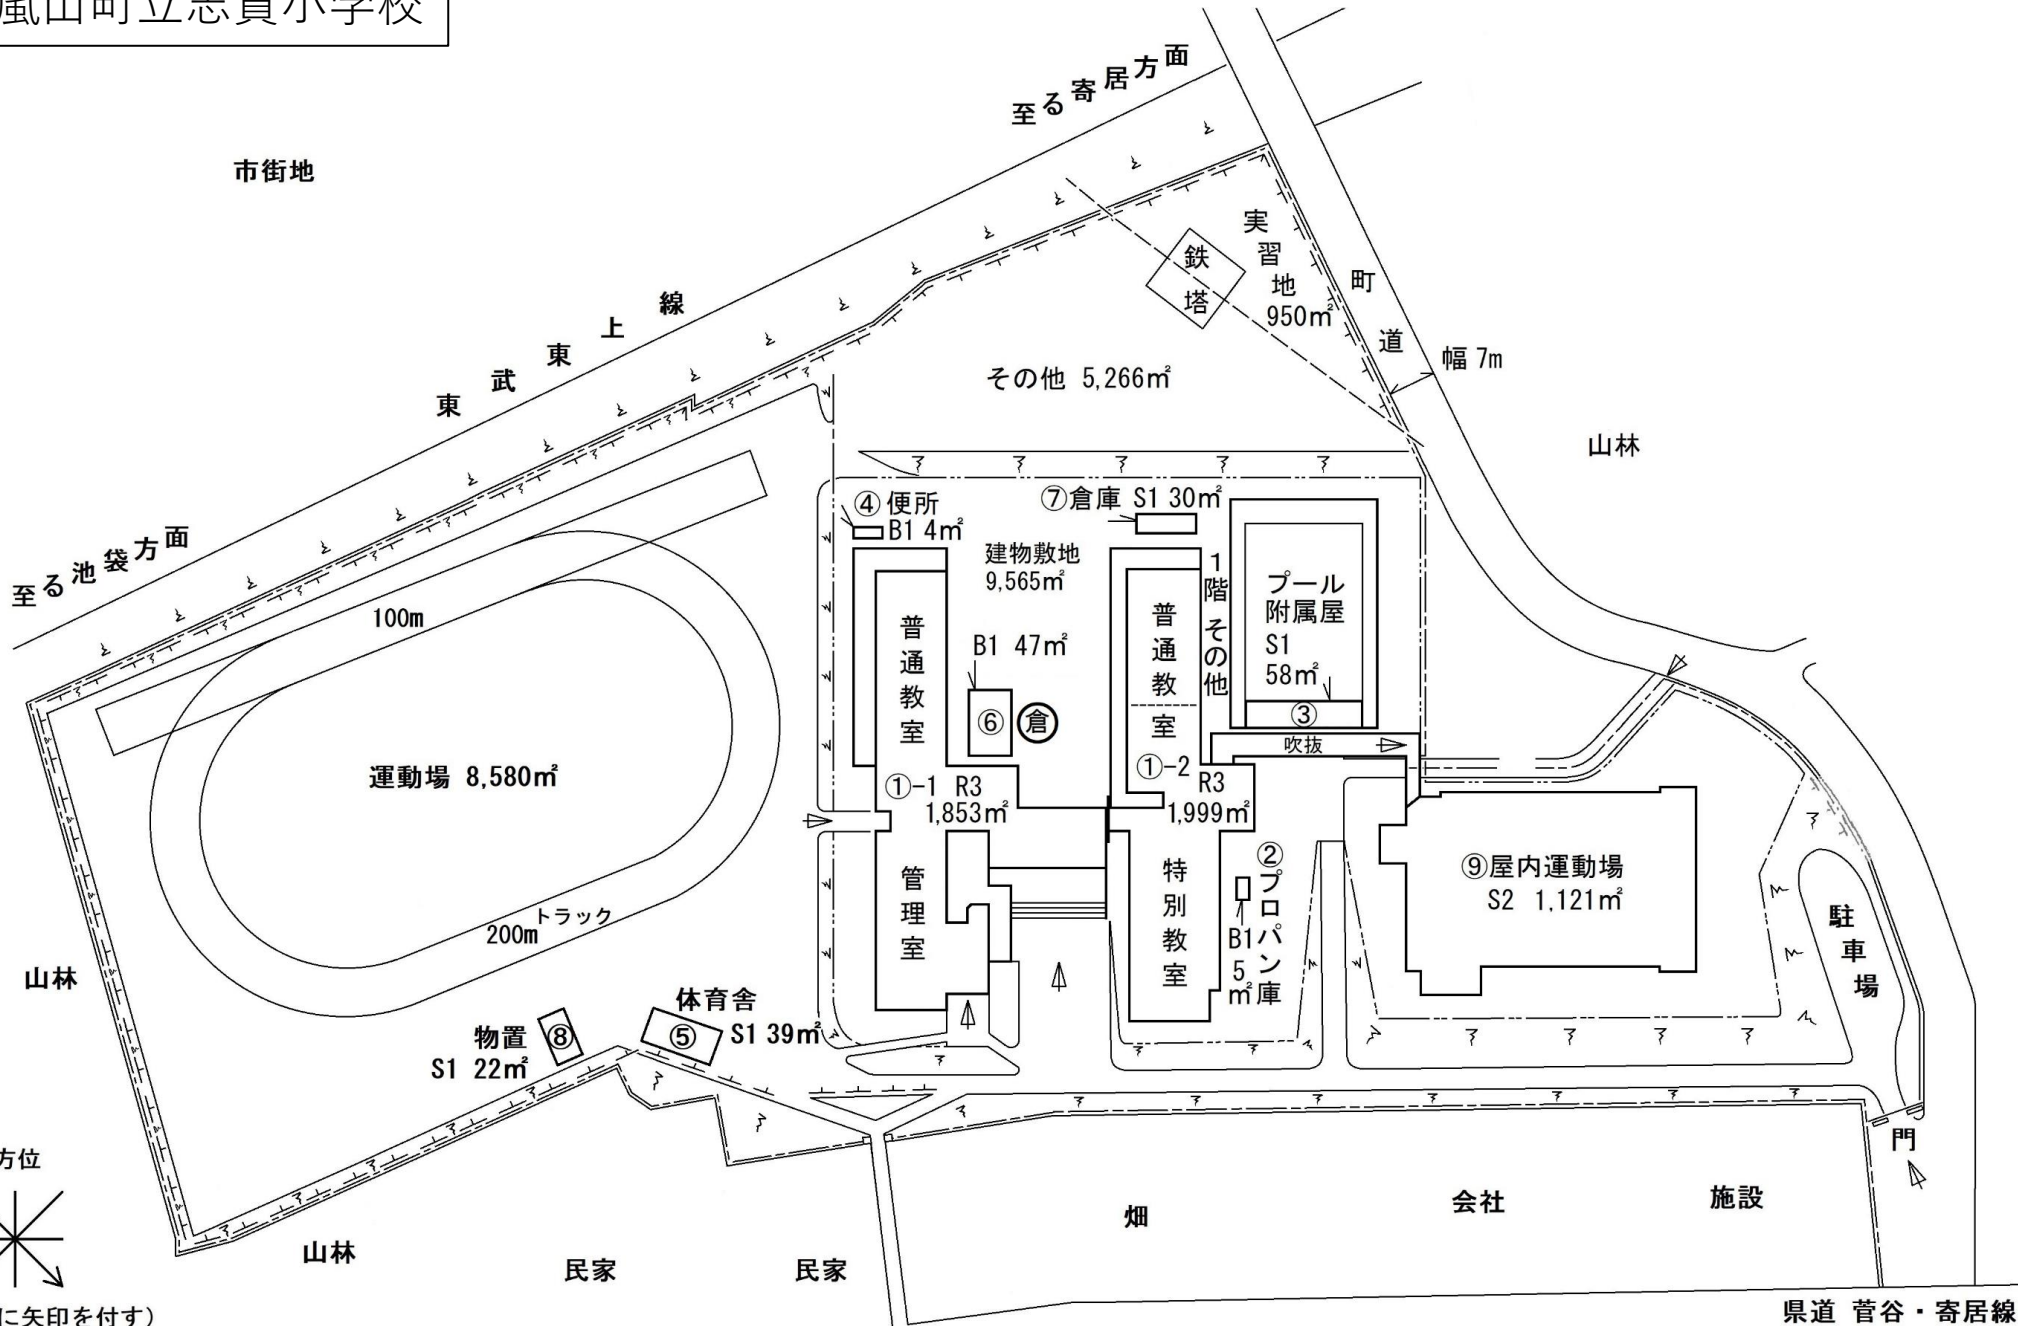 嵐山町立志賀小学校
至る寄居方面
市街地
東武東上線
至る池袋方面
鉄塔
実習地
950㎡
町道
幅 7m
その他 5,266㎡
山林
④便所
B1 4㎡
⑦倉庫 S1 30㎡
建物敷地
9,565㎡
1階 その他
プール
附属屋
S1
58㎡
③
吹抜
100m
運動場 8,580㎡
トラック
200m
普通教室
B1 47㎡
⑥
倉
①-1 R3
1,853㎡
管理室
普通教室
①-2
R3
1,999㎡
特別教室
②プロパン庫
B1
5
㎡
⑨屋内運動場
S2 1,121㎡
駐車場
山林
体育舎
⑤
S1 39㎡
物置
⑧
S1 22㎡
門
方位
に矢印を付す）
山林
民家
民家
畑
会社
施設
県道 菅谷・寄居線